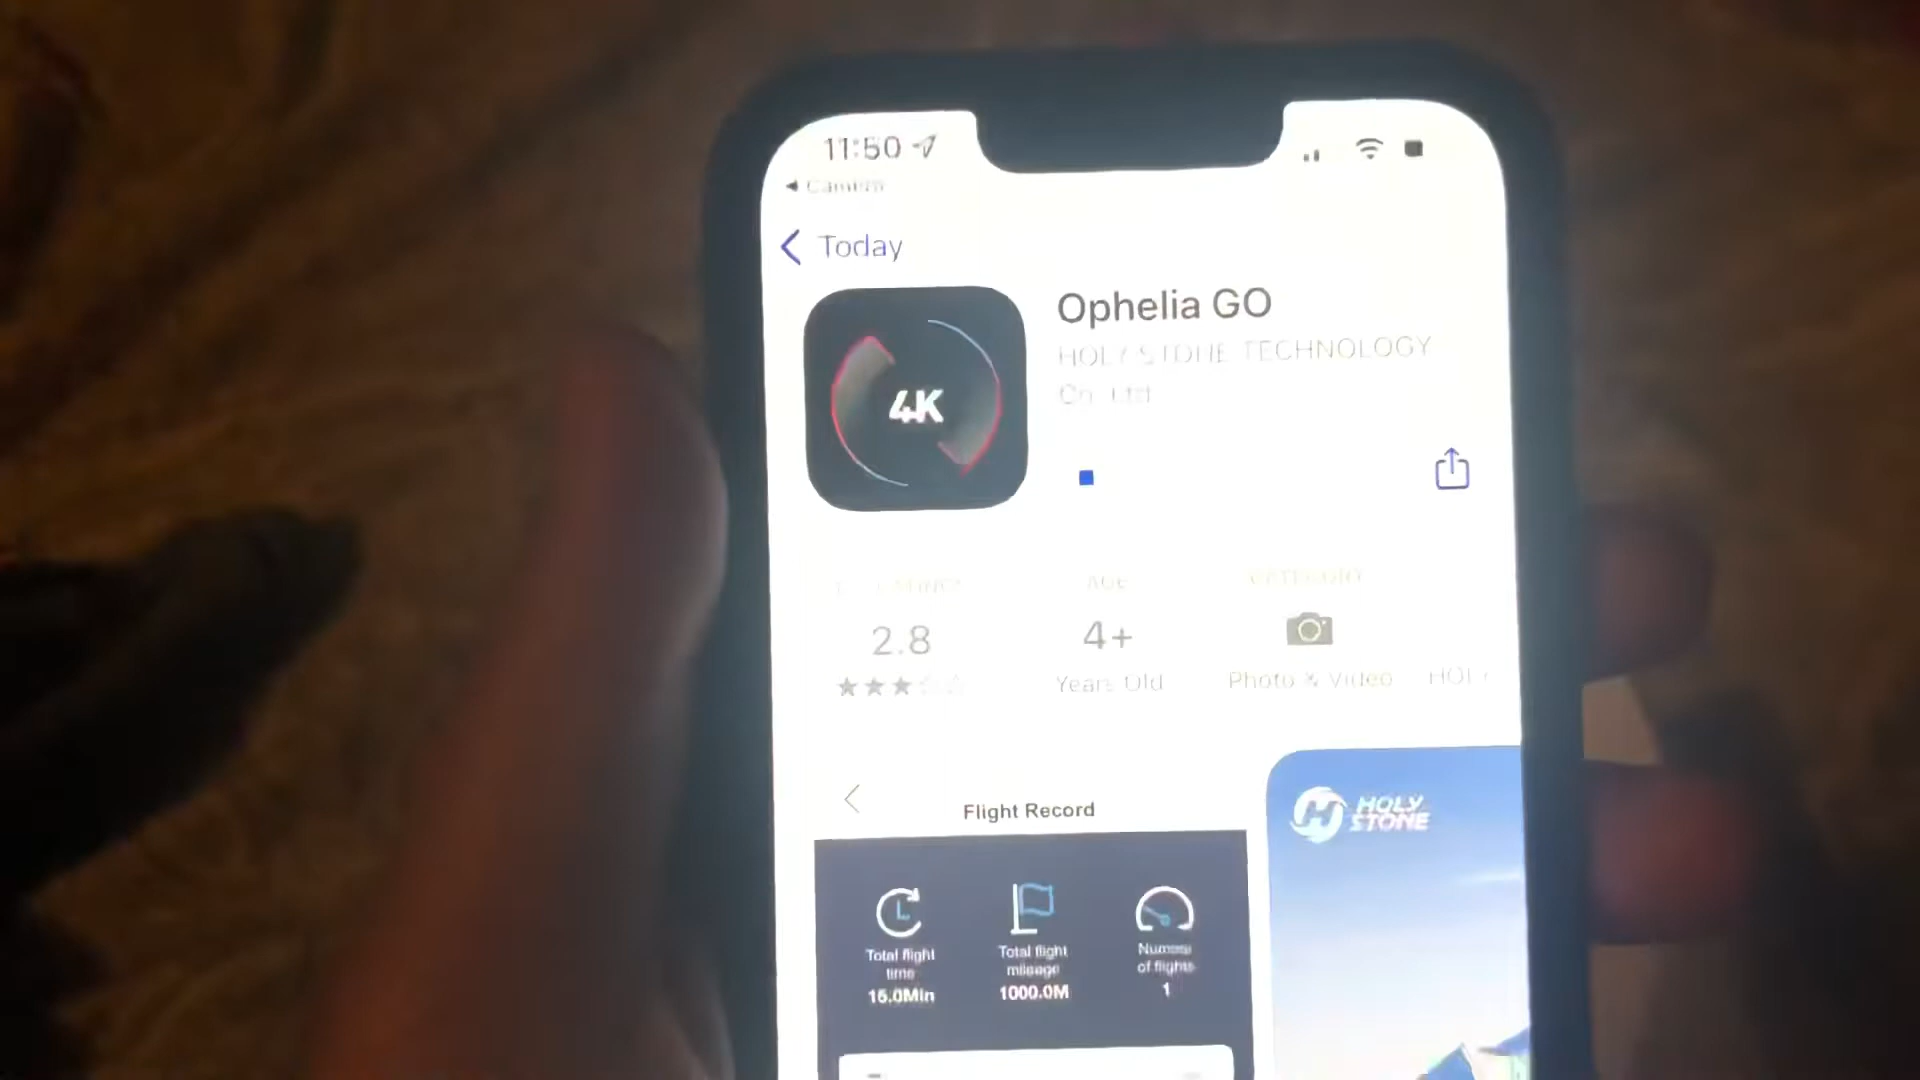 11:50
Camera
Today
Ophelia GO
HOLY STONE TECHNOLOGY
Co., Ltd
4K
AGE
CATEGORY
2.8
4+
Years Old
Photo & Video
HOLY
Flight Record
HOLY
STONE
Total flight
time
15.0Min
Total flight
mileage
1000.0M
Number
of flights
1